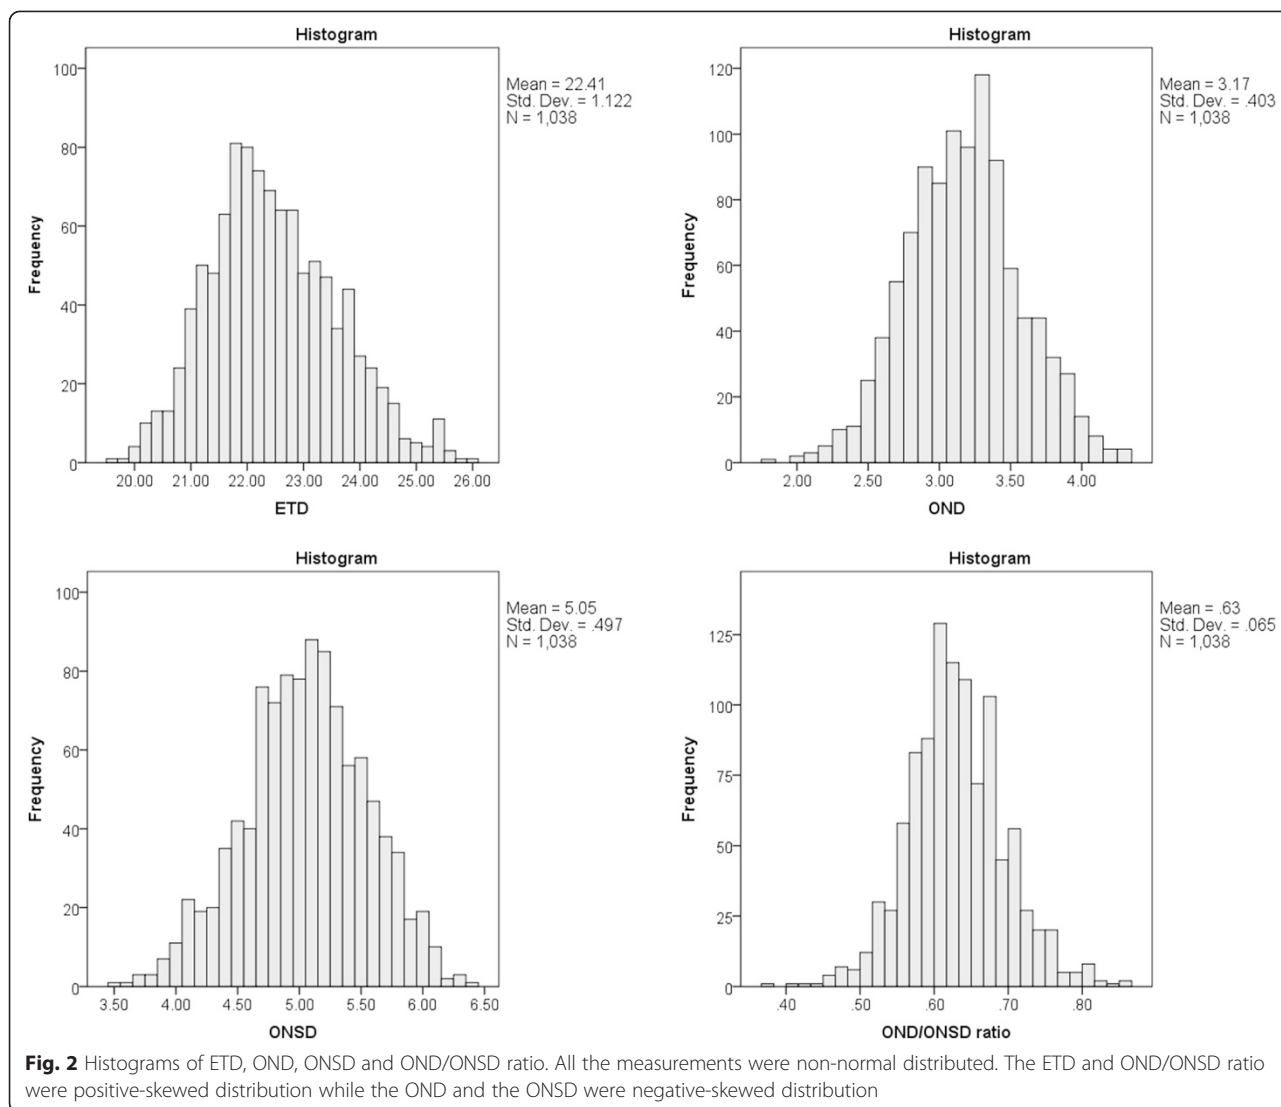 Histogram
100
80
60
40
20
0
Frequency
20.00 21.00 22.00 23.00 24.00 25.00 26.00
ETD
Mean = 22.41
Std. Dev. = 1.122
N = 1,038
Histogram
120
100
80
60
40
20
0
Frequency
2.00 2.50 3.00 3.50 4.00
OND
Mean = 3.17
Std. Dev. = .403
N = 1,038
Histogram
100
80
60
40
20
0
Frequency
3.50 4.00 4.50 5.00 5.50 6.00 6.50
ONSD
Mean = 5.05
Std. Dev. = .497
N = 1,038
Histogram
125
100
75
50
25
0
Frequency
.40 .50 .60 .70 .80
OND/ONSD ratio
Mean = .63
Std. Dev. = .065
N = 1,038
Fig. 2 Histograms of ETD, OND, ONSD and OND/ONSD ratio. All the measurements were non-normal distributed. The ETD and OND/ONSD ratio
were positive-skewed distribution while the OND and the ONSD were negative-skewed distribution